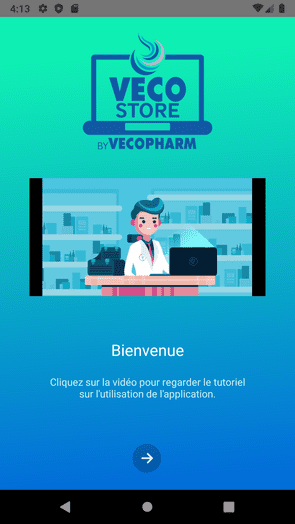 4:13
VECO
STORE
BY VECOPHARM
Bienvenue
Cliquez sur la vidéo pour regarder le tutoriel
sur l'utilisation de l'application.